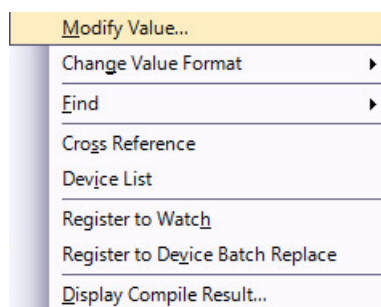 Modify Value...
Change Value Format
Find
Cross Reference
Device List
Register to Watch
Register to Device Batch Replace
Display Compile Result...